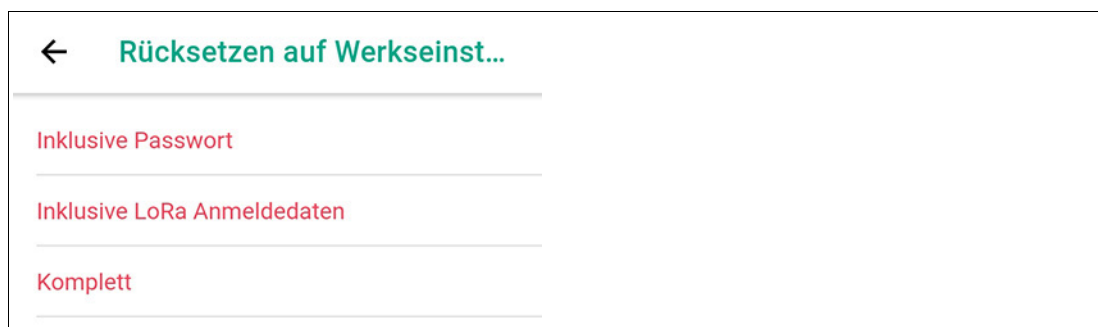 Rücksetzen auf Werkseinst...
Inklusive Passwort
Inklusive LoRa Anmeldedaten
Komplett